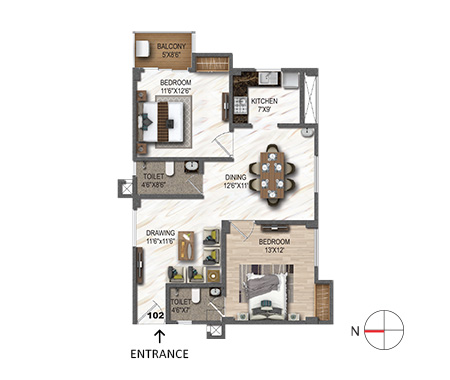 BALCONY
5'X8'6"
BEDROOM
11'6"X12'6"
KITCHEN
7'X9'
TOILET
4'6"X8'6"
DINING
12'6"X11'
DRAWING
11'6"X11'6"
BEDROOM
13'X12'
TOILET
4'6"X7'
102
N
ENTRANCE